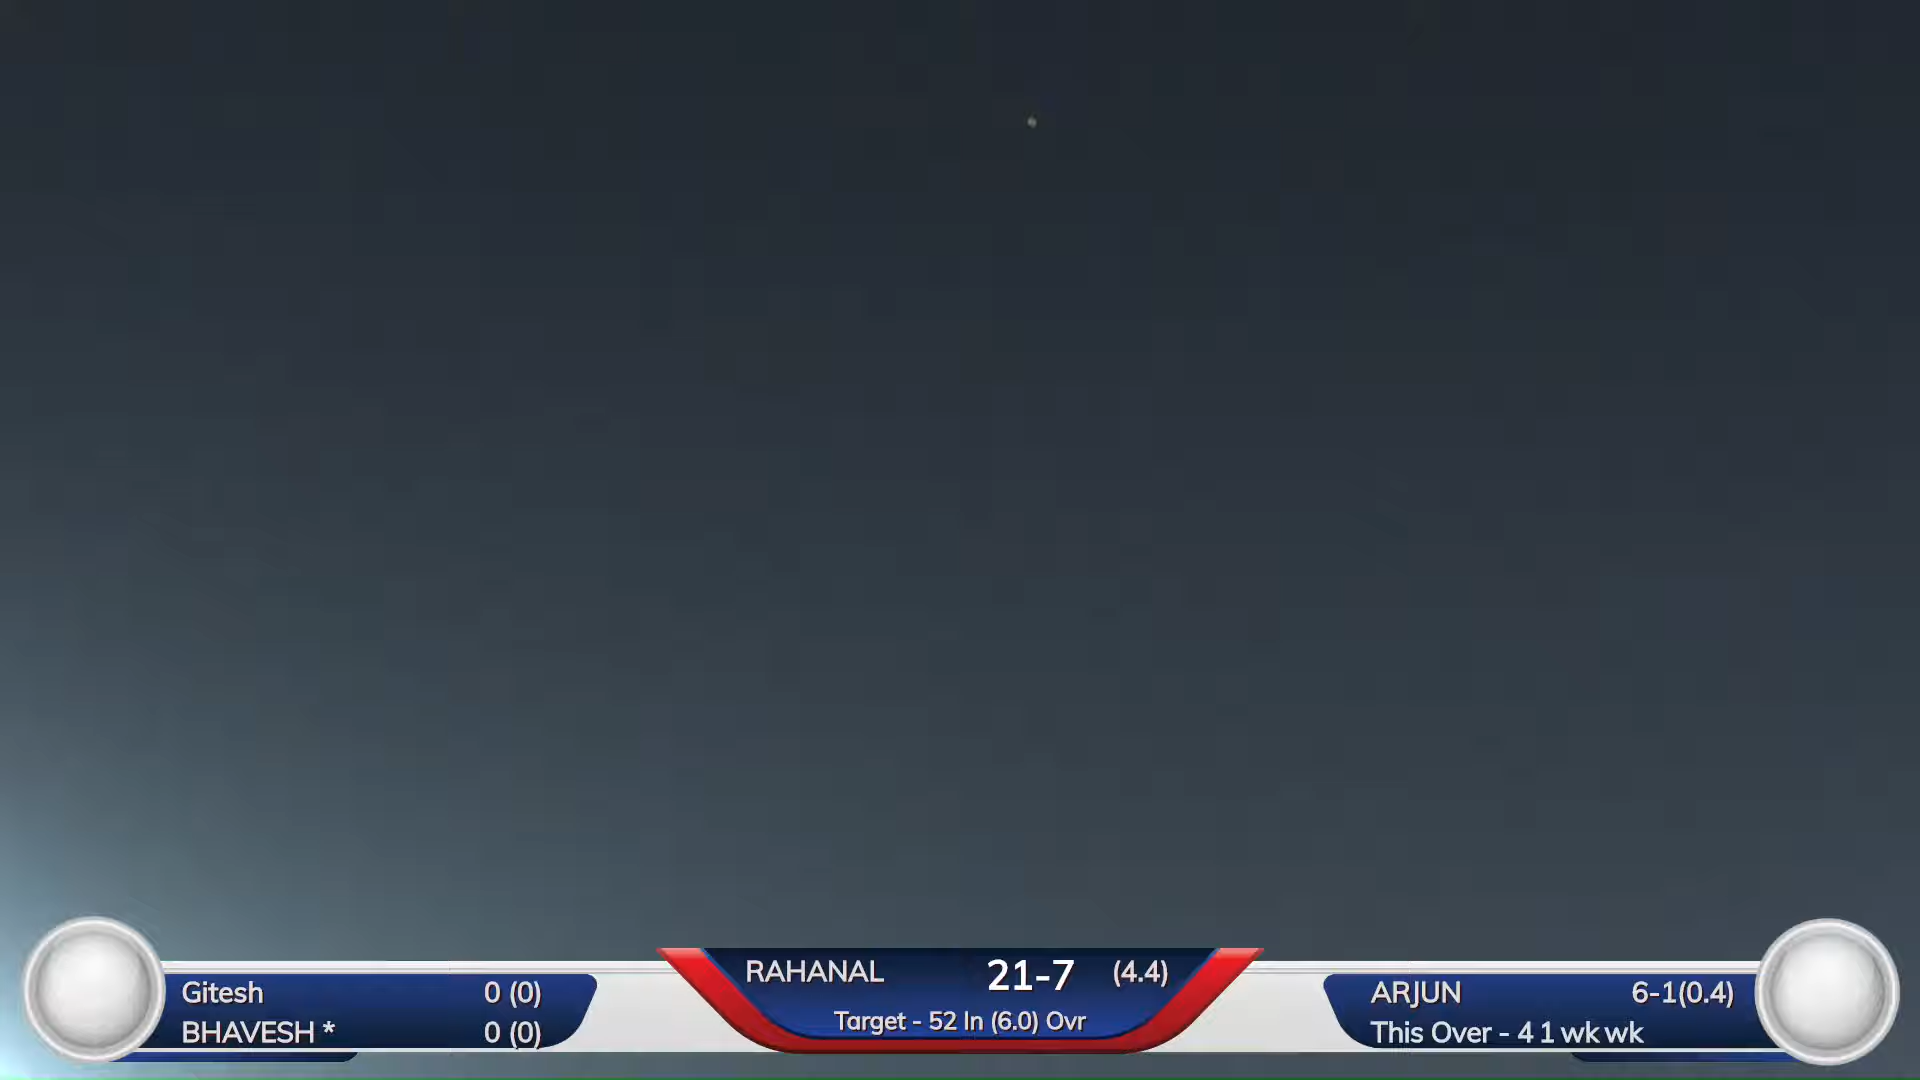 Gitesh 0 (0)
BHAVESH * 0 (0)
RAHANAL 21-7 (4.4)
Target - 52 In (6.0) Ovr
ARJUN 6-1(0.4)
This Over - 4 1 wk wk